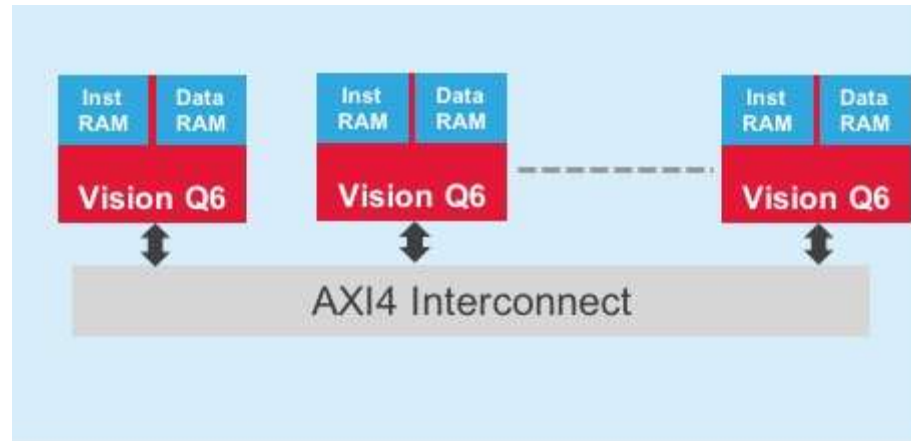 Inst
RAM
Data
RAM
Vision Q6
Inst
RAM
Data
RAM
Vision Q6
Inst
RAM
Data
RAM
Vision Q6
AXI4 Interconnect